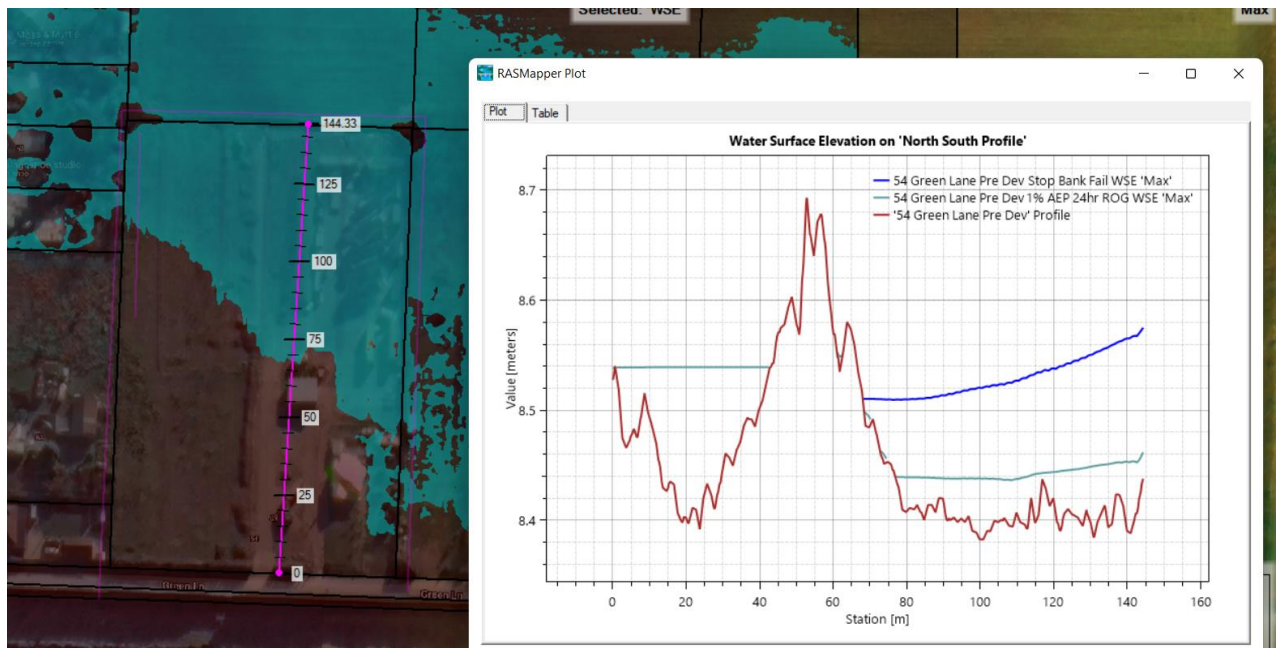 Selected: 'WSE'
Max
144.33
125
100
75
50
25
0
Green Ln
Green Ln
RASMapper Plot
Plot
Table
Water Surface Elevation on 'North South Profile'
54 Green Lane Pre Dev Stop Bank Fail WSE 'Max'
54 Green Lane Pre Dev 1% AEP 24hr ROG WSE 'Max'
'54 Green Lane Pre Dev' Profile
Value [meters]
8.7
8.6
8.5
8.4
0 20 40 60 80 100 120 140 160
Station [m]